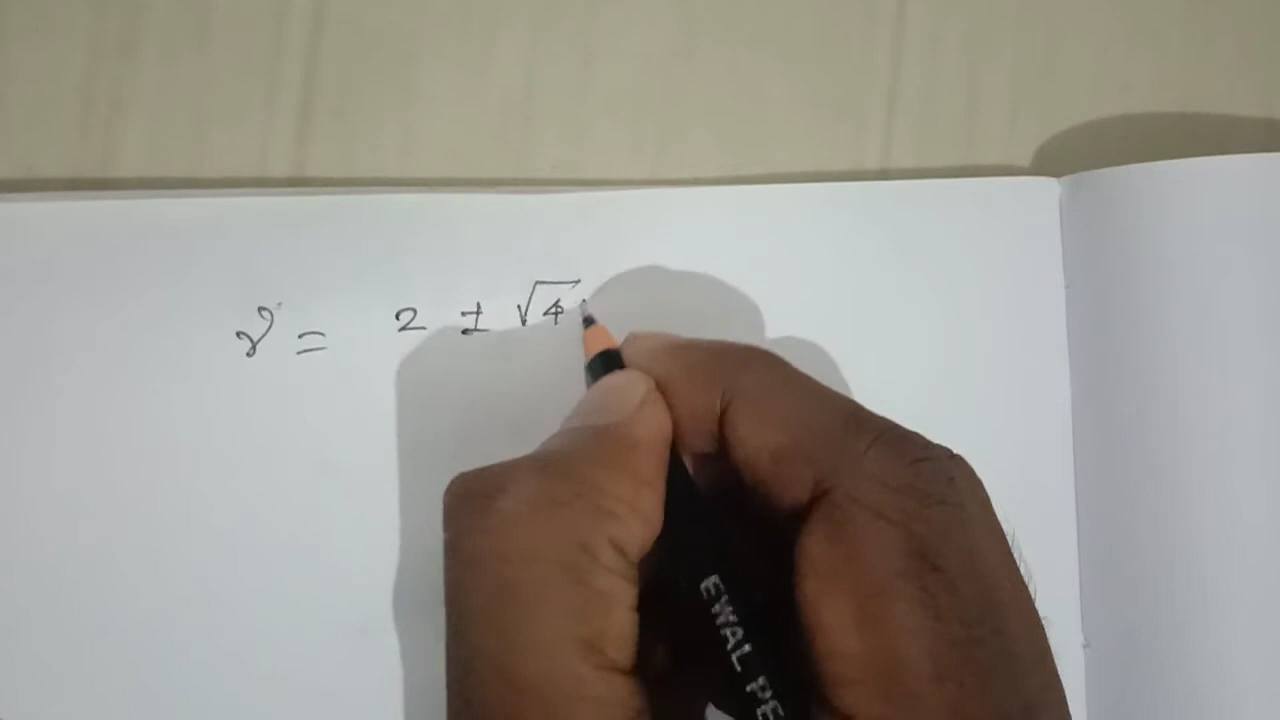 r = 2 ± √4
EWAL PE